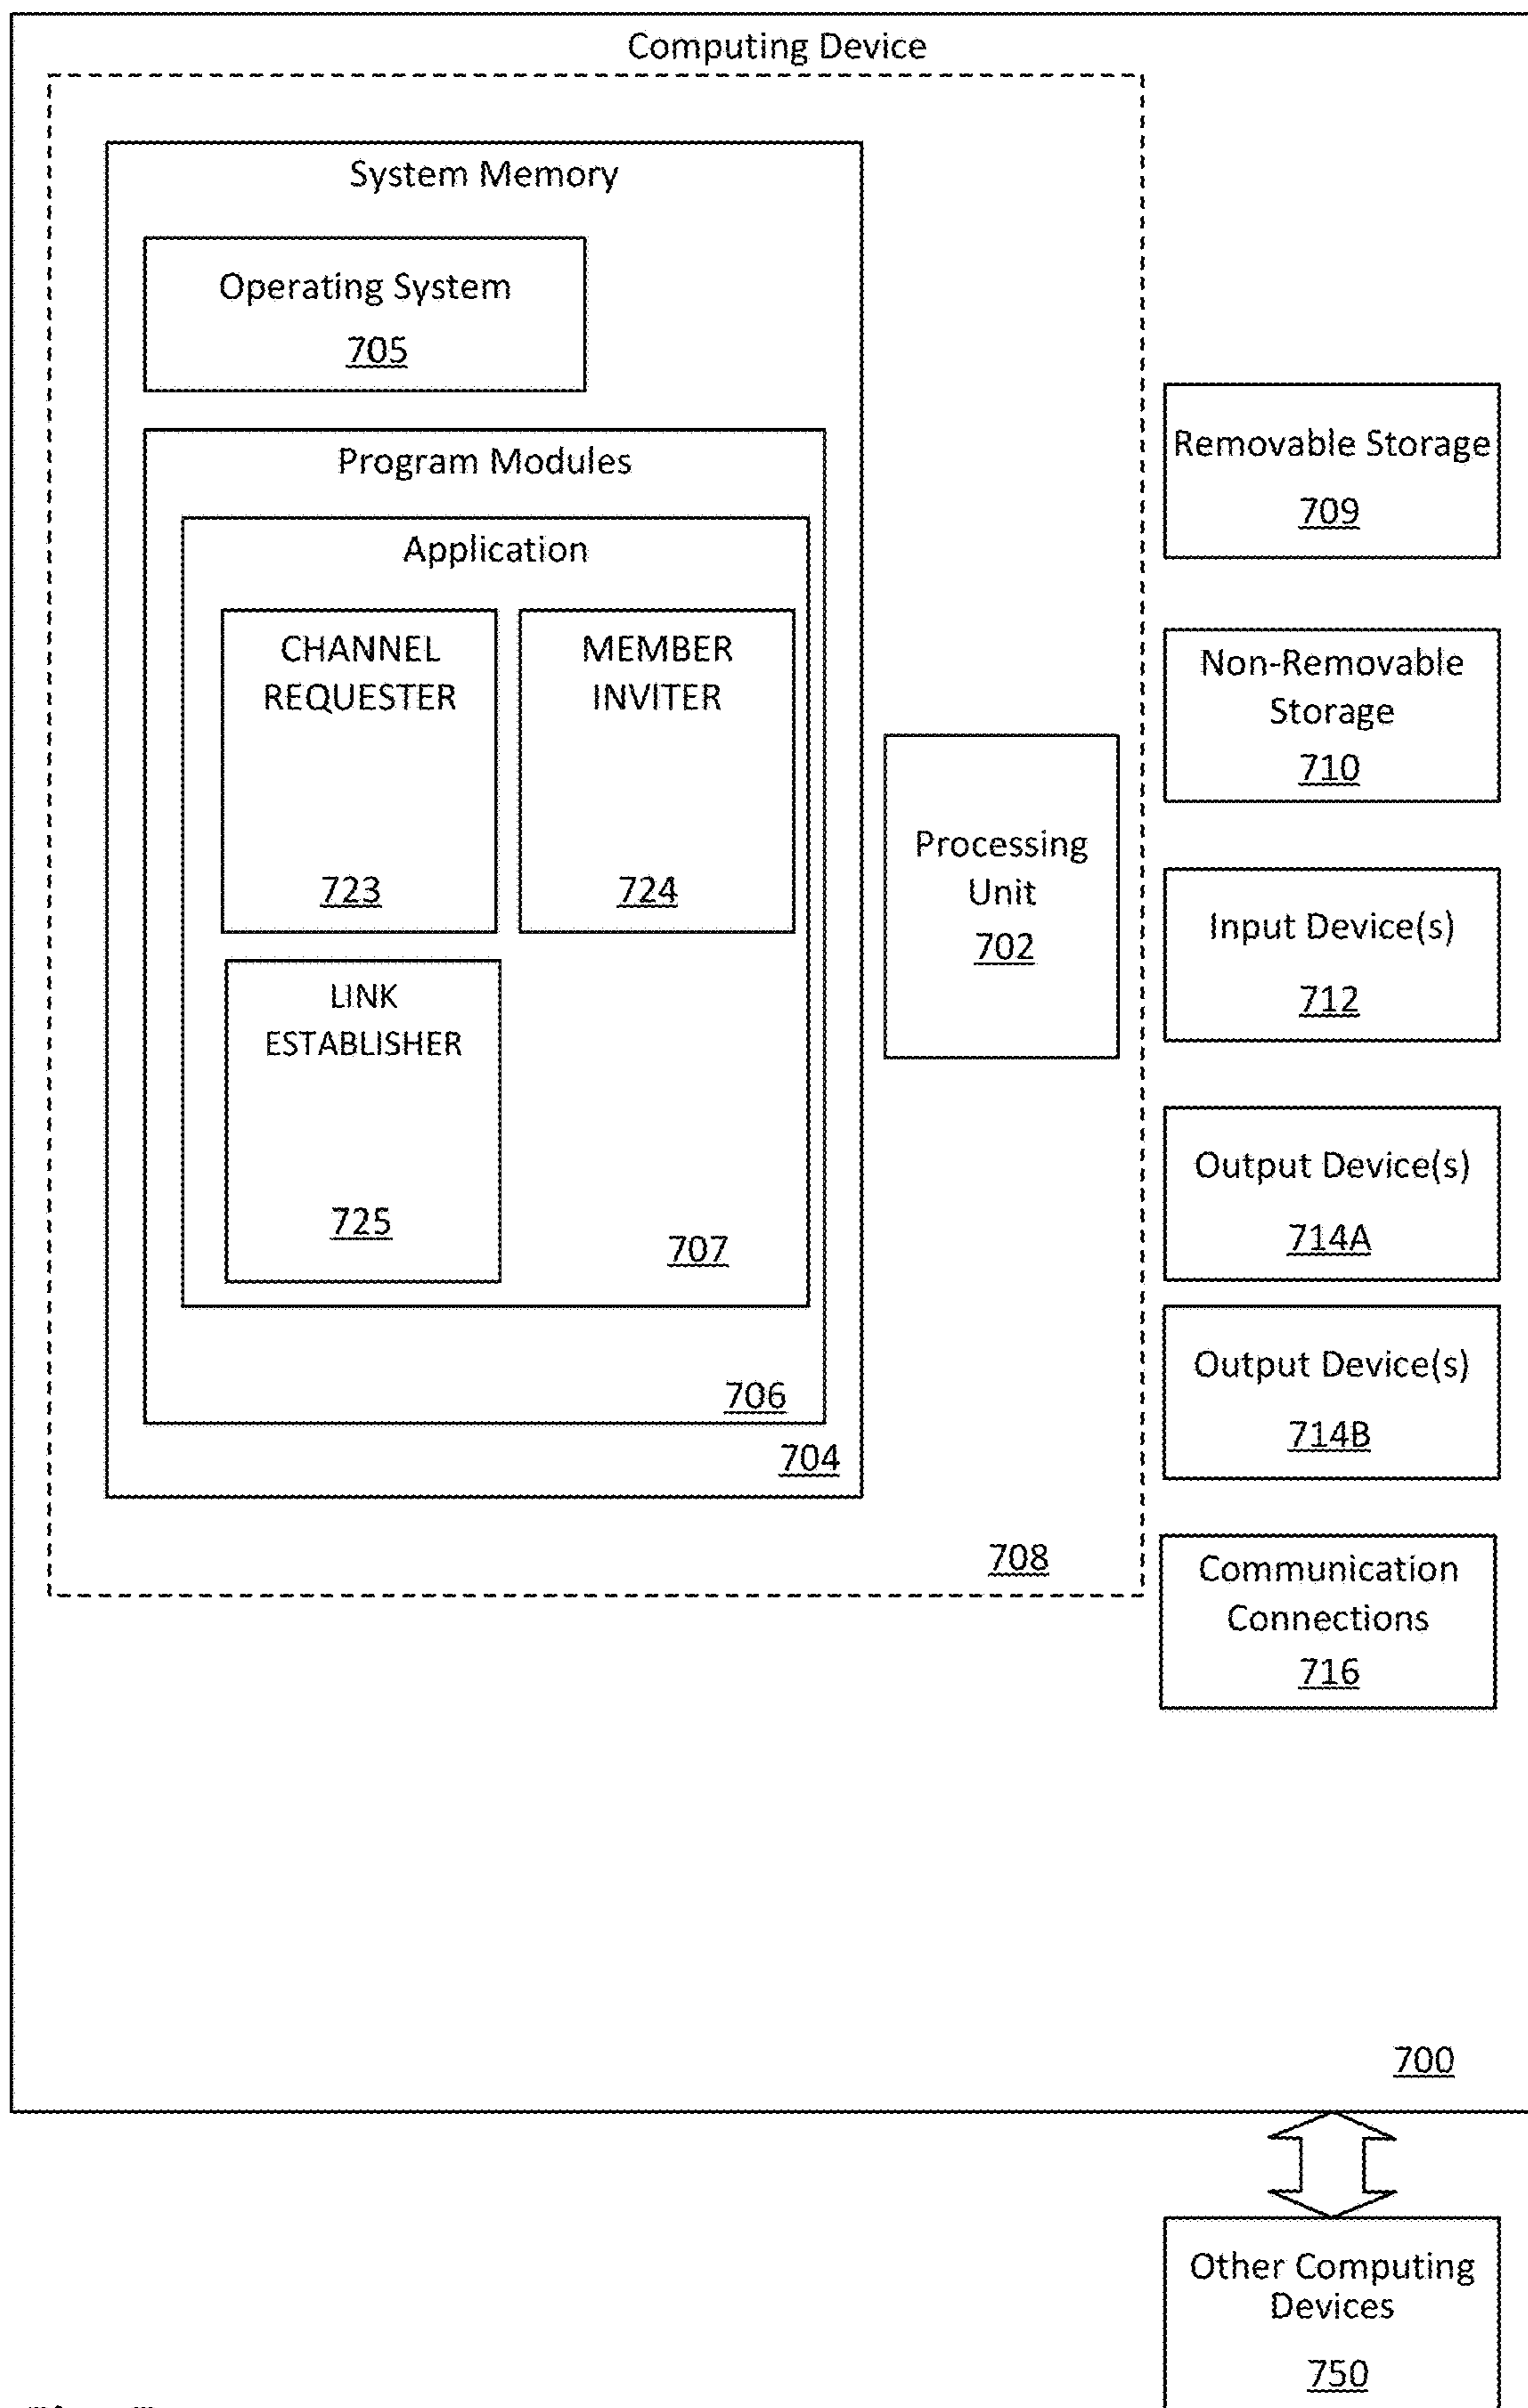 Computing Device
System Memory
Operating System
705
Program Modules
Application
CHANNEL
REQUESTER
723
MEMBER
INVITER
724
LINK
ESTABLISHER
725
707
706
704
Processing
Unit
702
708
Removable Storage
709
Non-Removable
Storage
710
Input Device(s)
712
Output Device(s)
714A
Output Device(s)
714B
Communication
Connections
716
700
Other Computing
Devices
750